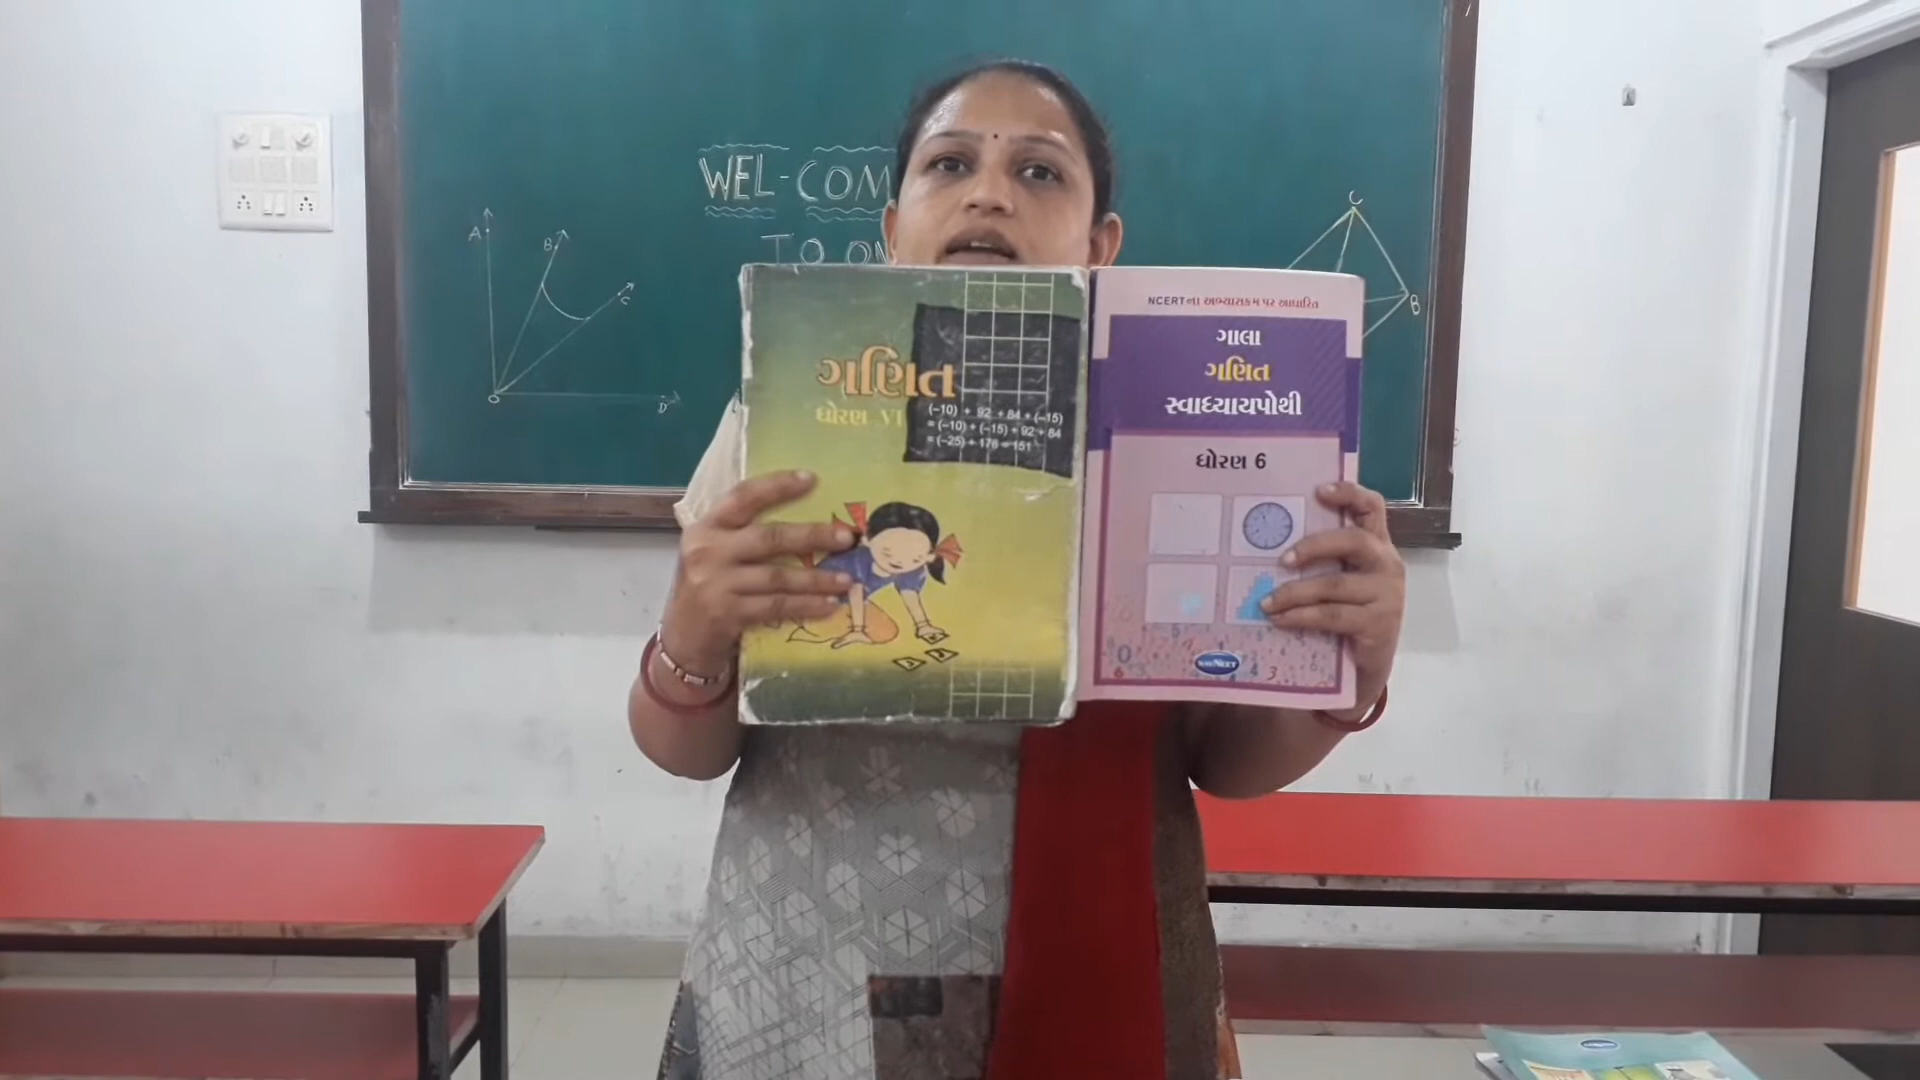 WEL-COM
TO
A
B
C
O
D
C
B
ગણિત
ધોરણ VI
(–10) + 92 + 84 + (–15)
= (–10) + (–15) + 92 + 84
= (–25) + 176 = 151
NCERTના અભ્યાસક્રમ પર આધારિત
ગાલા
ગણિત
સ્વાધ્યાયપોથી
ધોરણ 6
NAVNEET